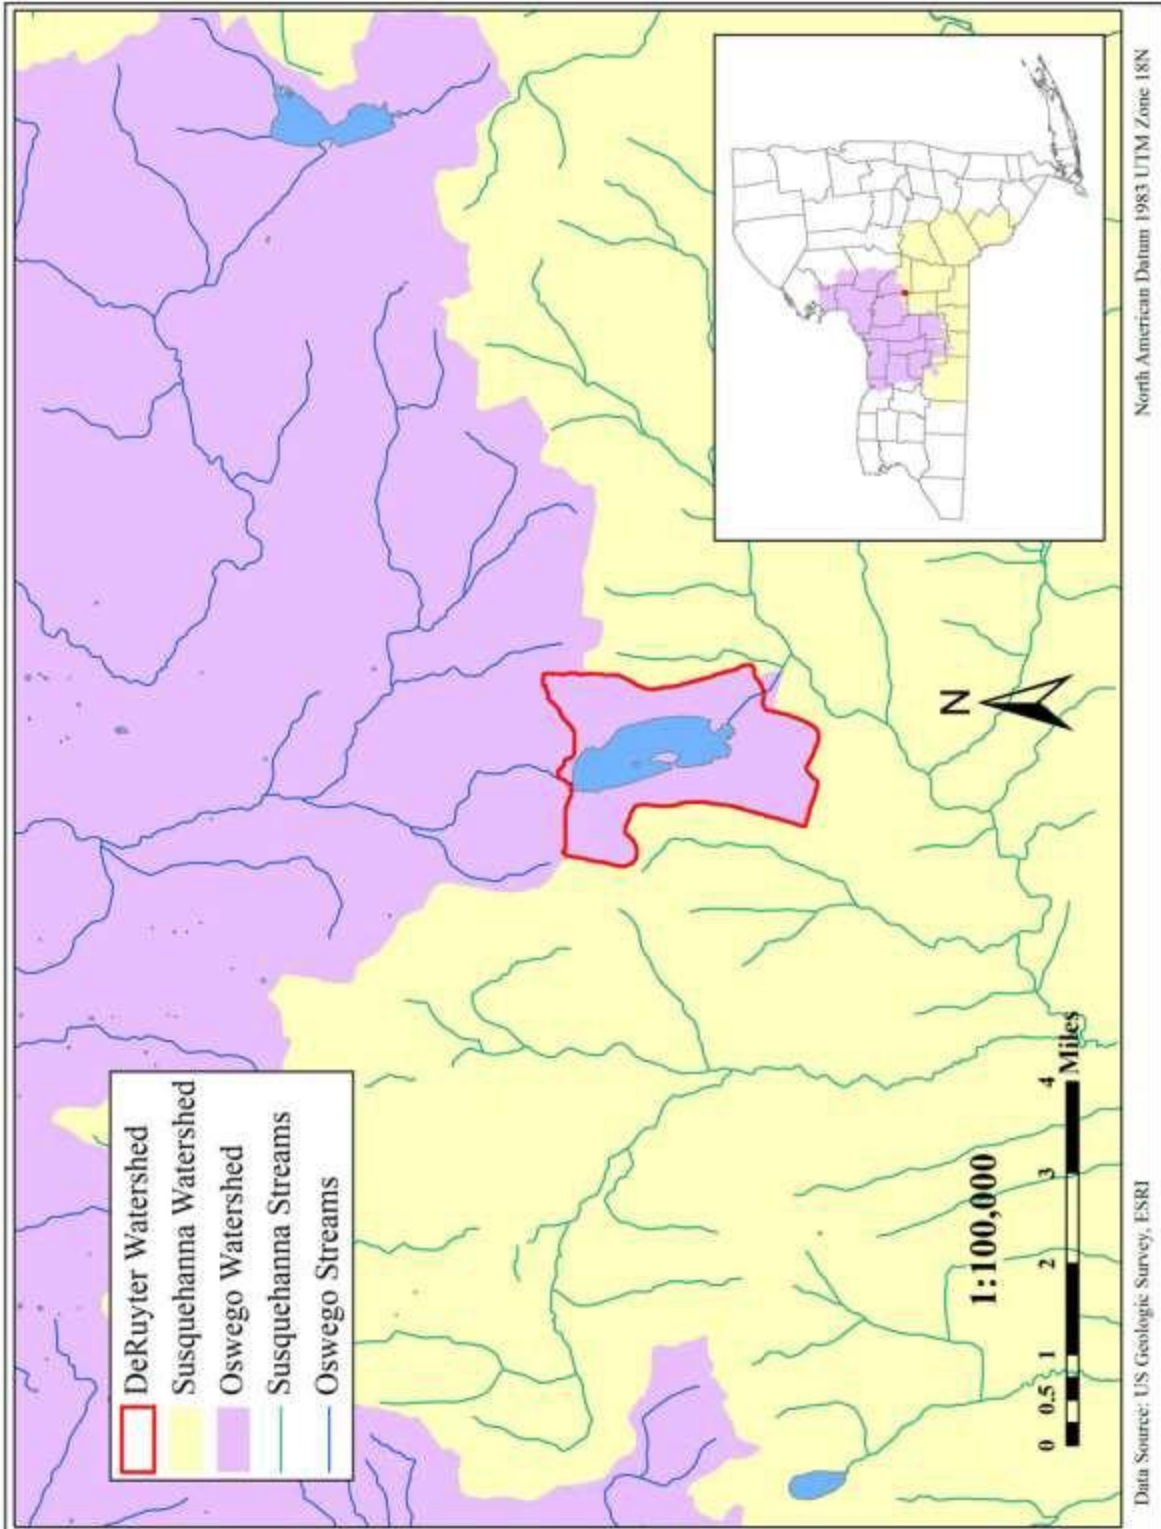 DeRuyter Watershed
Susquehanna Watershed
Oswego Watershed
Susquehanna Streams
Oswego Streams
N
1:100,000
0 0.5 1 2 3 4
Miles
Data Source: US Geologic Survey, ESRI
North American Datum 1983 UTM Zone 18N